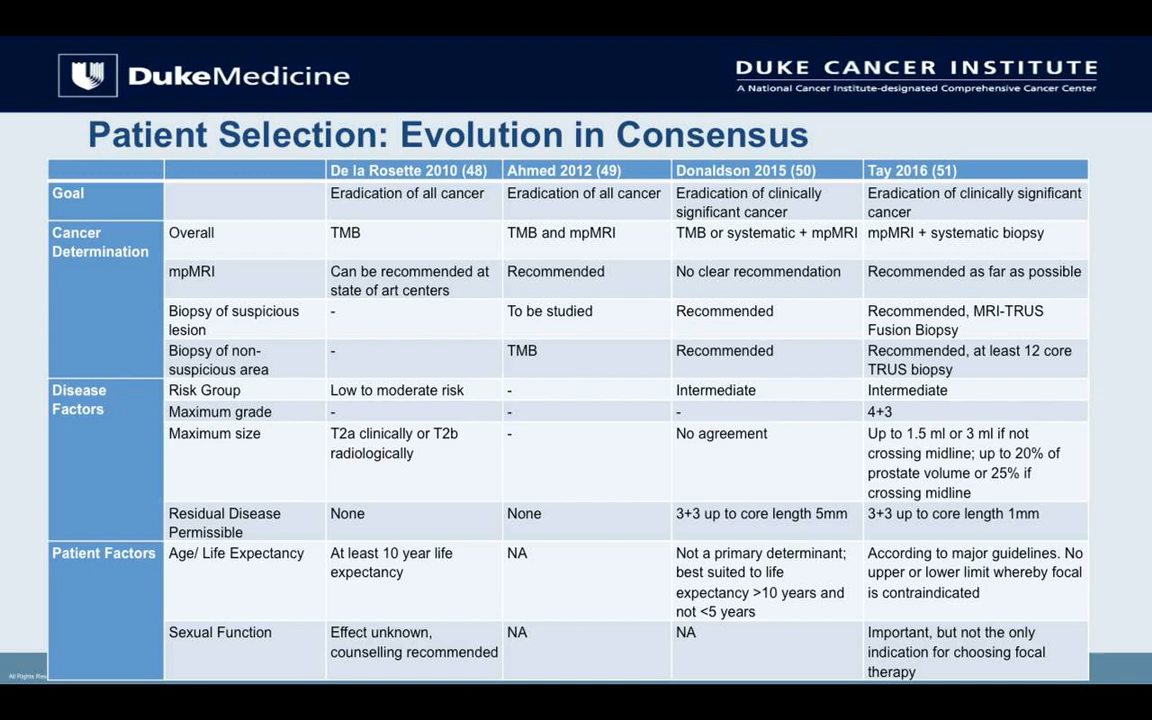 DukeMedicine
DUKE CANCER INSTITUTE
A National Cancer Institute-designated Comprehensive Cancer Center
Patient Selection: Evolution in Consensus
De la Rosette 2010 (48) Ahmed 2012 (49) Donaldson 2015 (50) Tay 2016 (51)
Goal Eradication of all cancer Eradication of all cancer Eradication of clinically Eradication of clinically significant
significant cancer cancer
Cancer Overall TMB TMB and mpMRI TMB or systematic + mpMRI mpMRI + systematic biopsy
Determination
mpMRI Can be recommended at Recommended No clear recommendation Recommended as far as possible
state of art centers
Biopsy of suspicious - To be studied Recommended Recommended, MRI-TRUS
lesion Fusion Biopsy
Biopsy of non- - TMB Recommended Recommended, at least 12 core
suspicious area TRUS biopsy
Disease Risk Group Low to moderate risk - Intermediate Intermediate
Factors Maximum grade - - - 4+3
Maximum size T2a clinically or T2b - No agreement Up to 1.5 ml or 3 ml if not
radiologically crossing midline; up to 20% of
prostate volume or 25% if
crossing midline
Residual Disease None None 3+3 up to core length 5mm 3+3 up to core length 1mm
Permissible
Patient Factors Age/ Life Expectancy At least 10 year life NA Not a primary determinant; According to major guidelines. No
expectancy best suited to life upper or lower limit whereby focal
expectancy >10 years and is contraindicated
not <5 years
Sexual Function Effect unknown, NA NA Important, but not the only
counselling recommended indication for choosing focal
therapy
All Rights